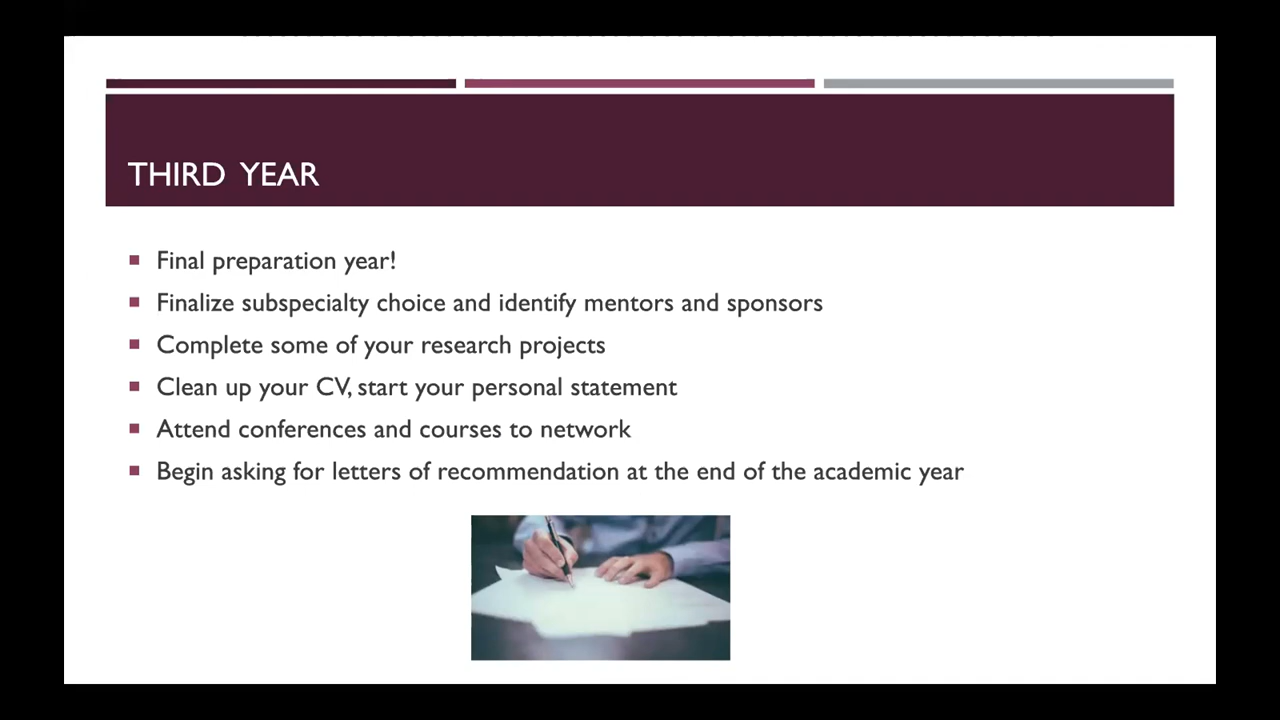 THIRD YEAR
Final preparation year!
Finalize subspecialty choice and identify mentors and sponsors
Complete some of your research projects
Clean up your CV, start your personal statement
Attend conferences and courses to network
Begin asking for letters of recommendation at the end of the academic year